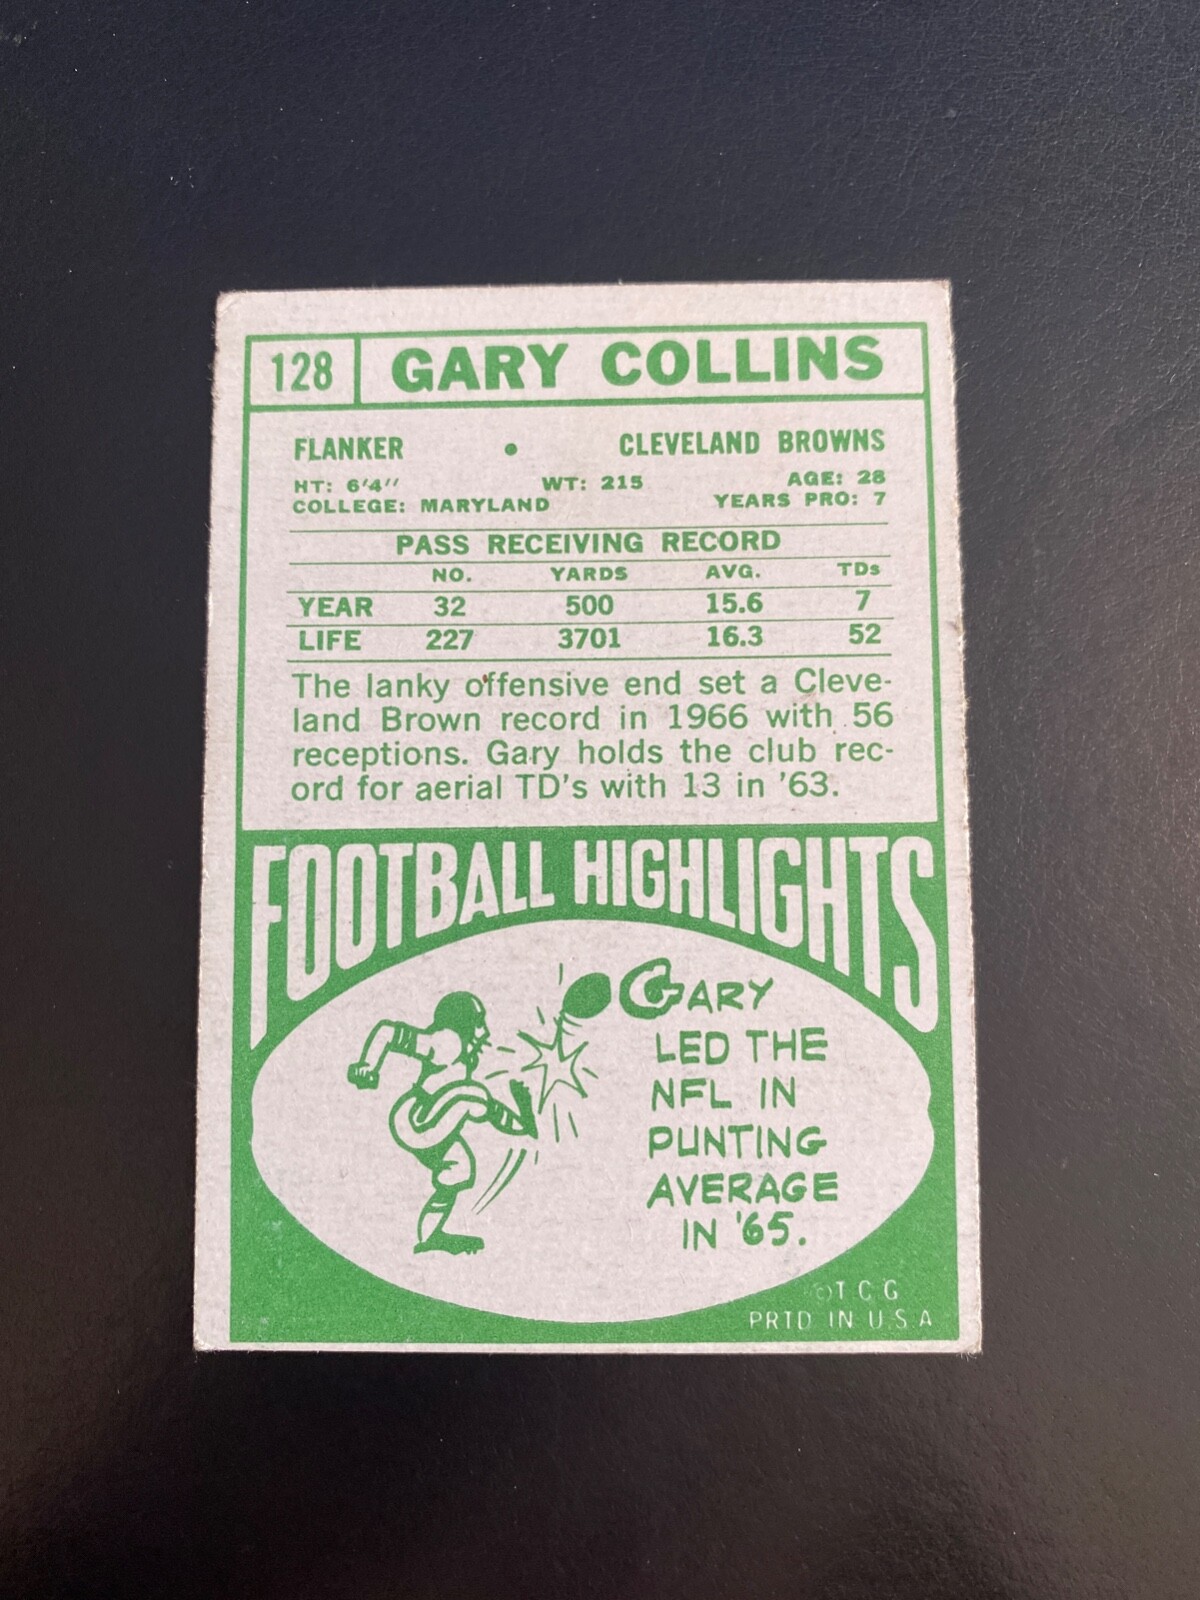 128 GARY COLLINS
FLANKER • CLEVELAND BROWNS
HT: 6'4" WT: 215 AGE: 28
COLLEGE: MARYLAND YEARS PRO: 7
PASS RECEIVING RECORD
NO. YARDS AVG. TDs
YEAR 32 500 15.6 7
LIFE 227 3701 16.3 52
The lanky offensive end set a Cleve-
land Brown record in 1966 with 56
receptions. Gary holds the club rec-
ord for aerial TD's with 13 in '63.
FOOTBALL HIGHLIGHTS
GARY
LED THE
NFL IN
PUNTING
AVERAGE
IN '65.
©T C G
PRTD IN U.S.A